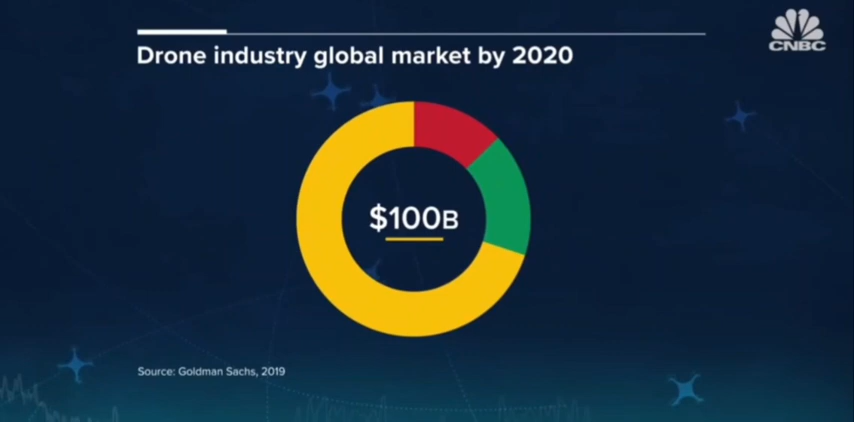 CNBC
Drone industry global market by 2020
$100B
Source: Goldman Sachs, 2019